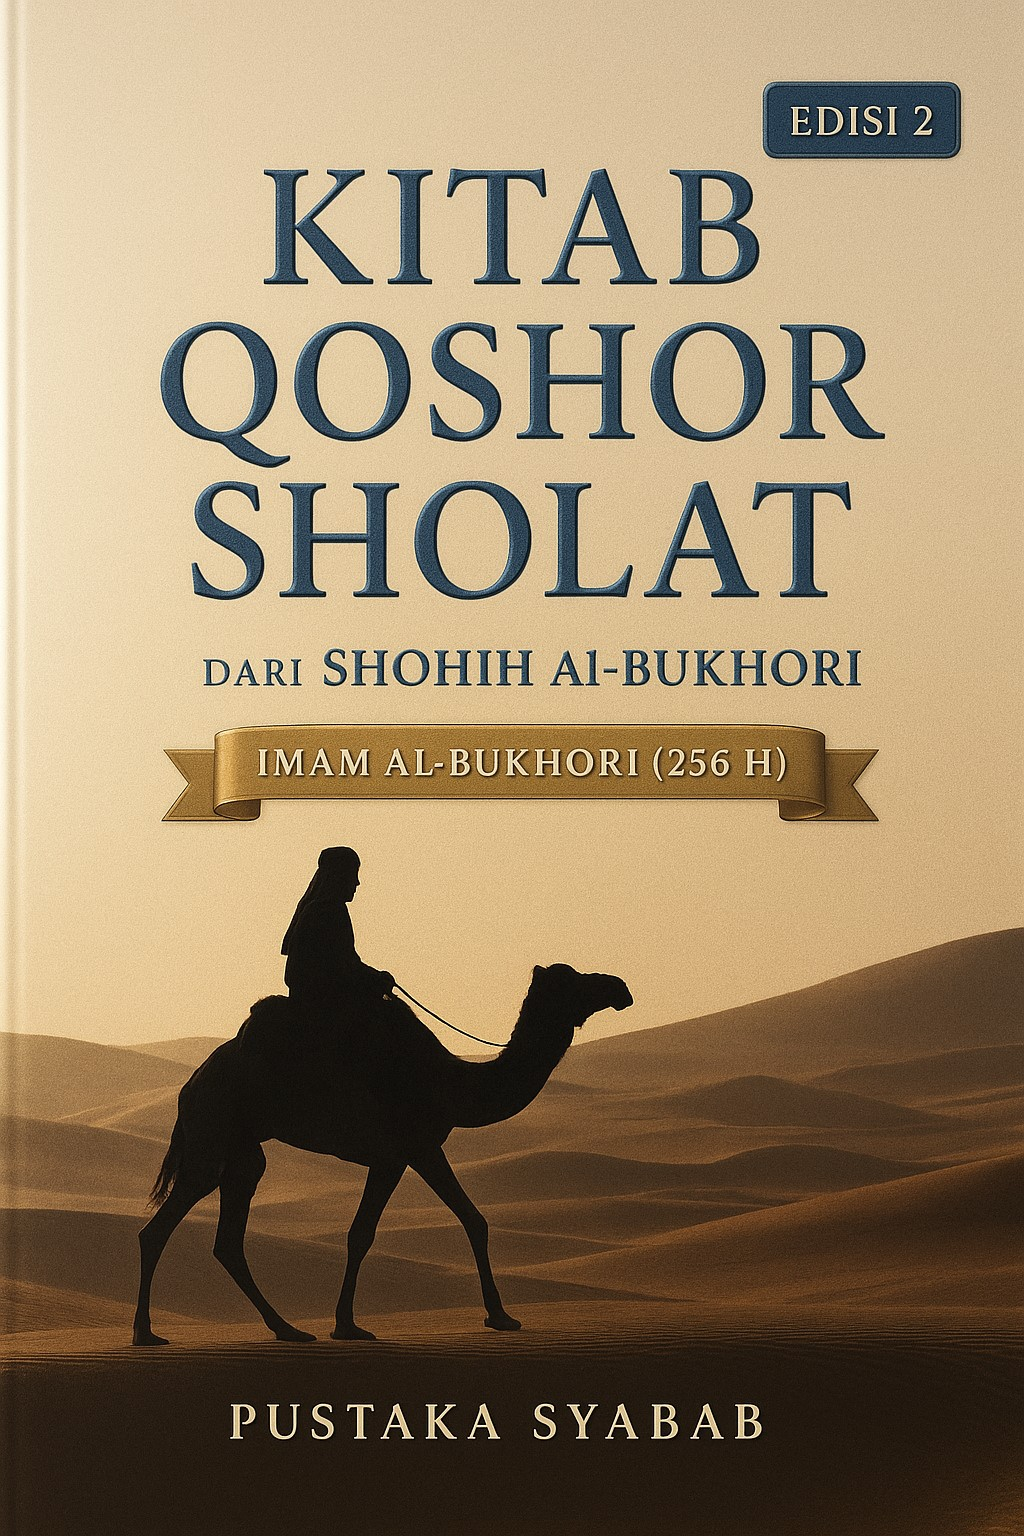 EDISI 2
KITAB
QOSHOR
SHOLAT
DARI SHOHIH Al-BUKHORI
IMAM AL-BUKHORI (256 H)
PUSTAKA SYABAB